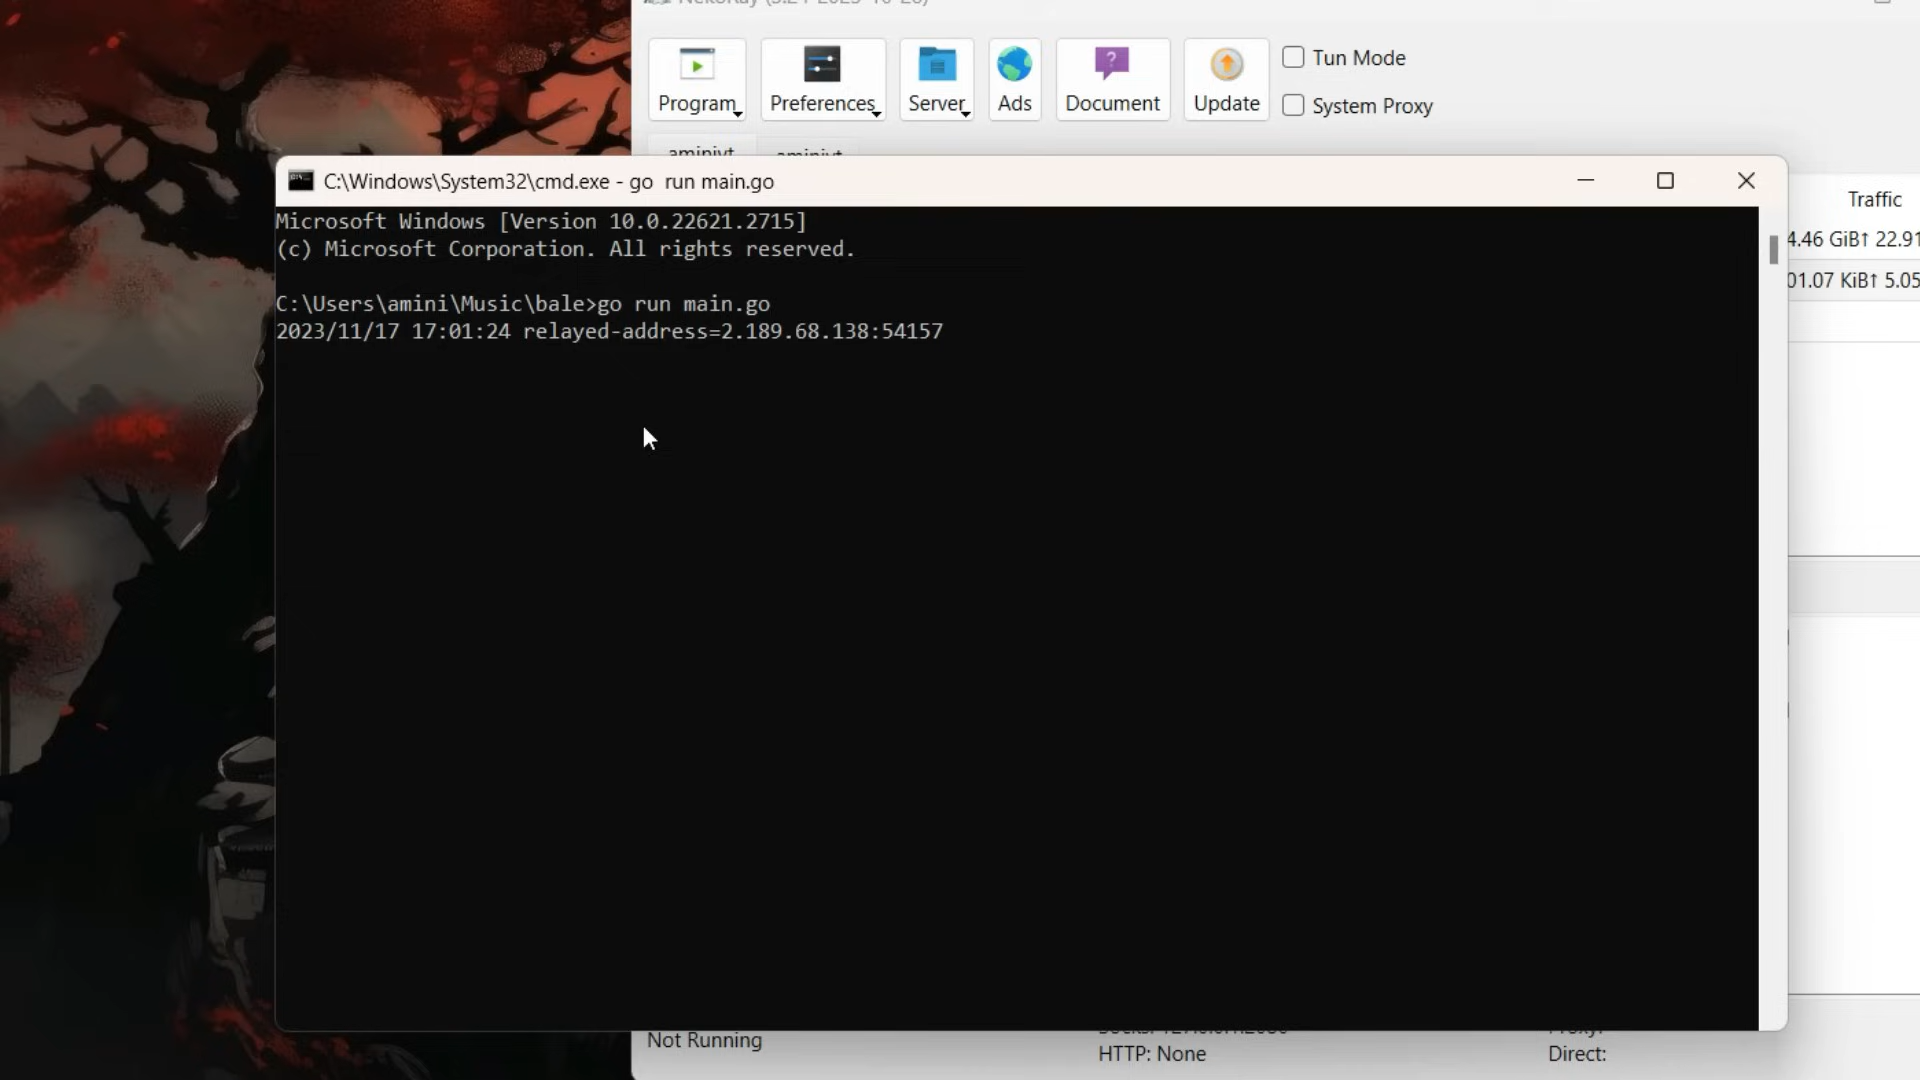 Program
Preferences
Server
Ads
Document
Update
Tun Mode
System Proxy
C:\Windows\System32\cmd.exe - go  run main.go
Microsoft Windows [Version 10.0.22621.2715]
(c) Microsoft Corporation. All rights reserved.
C:\Users\amini\Music\bale>go run main.go
2023/11/17 17:01:24 relayed-address=2.189.68.138:54157
Traffic
4.46 GiB↑ 22.91
01.07 KiB↑ 5.05
Not Running
HTTP: None
Direct: